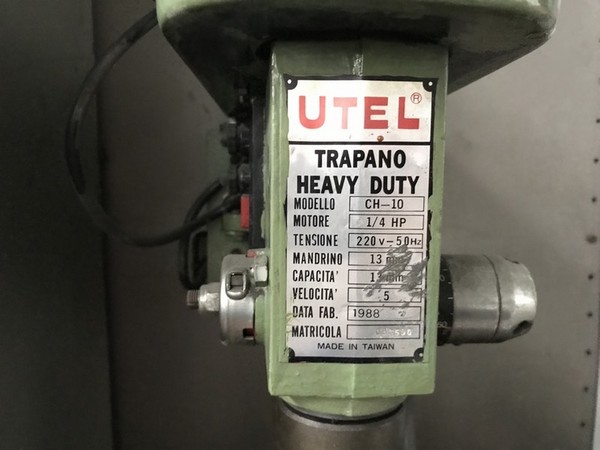 UTEL®
TRAPANO
HEAVY DUTY
MODELLO CH-10
MOTORE 1/4 HP
TENSIONE 220V-50Hz
MANDRINO 13 mm
CAPACITA'
VELOCITA' 5
DATA FAB. 1988
MATRICOLA
MADE IN TAIWAN